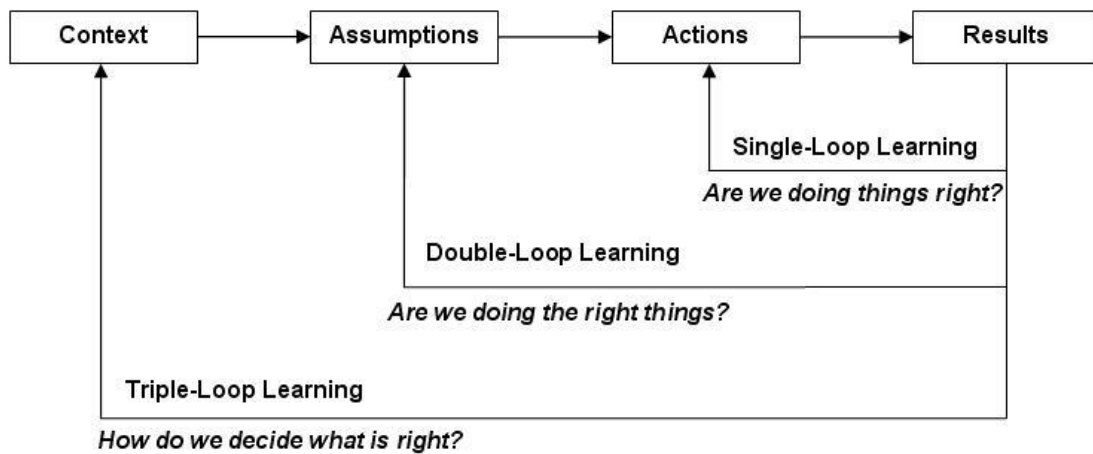 Context
Assumptions
Actions
Results
Single-Loop Learning
Are we doing things right?
Double-Loop Learning
Are we doing the right things?
Triple-Loop Learning
How do we decide what is right?